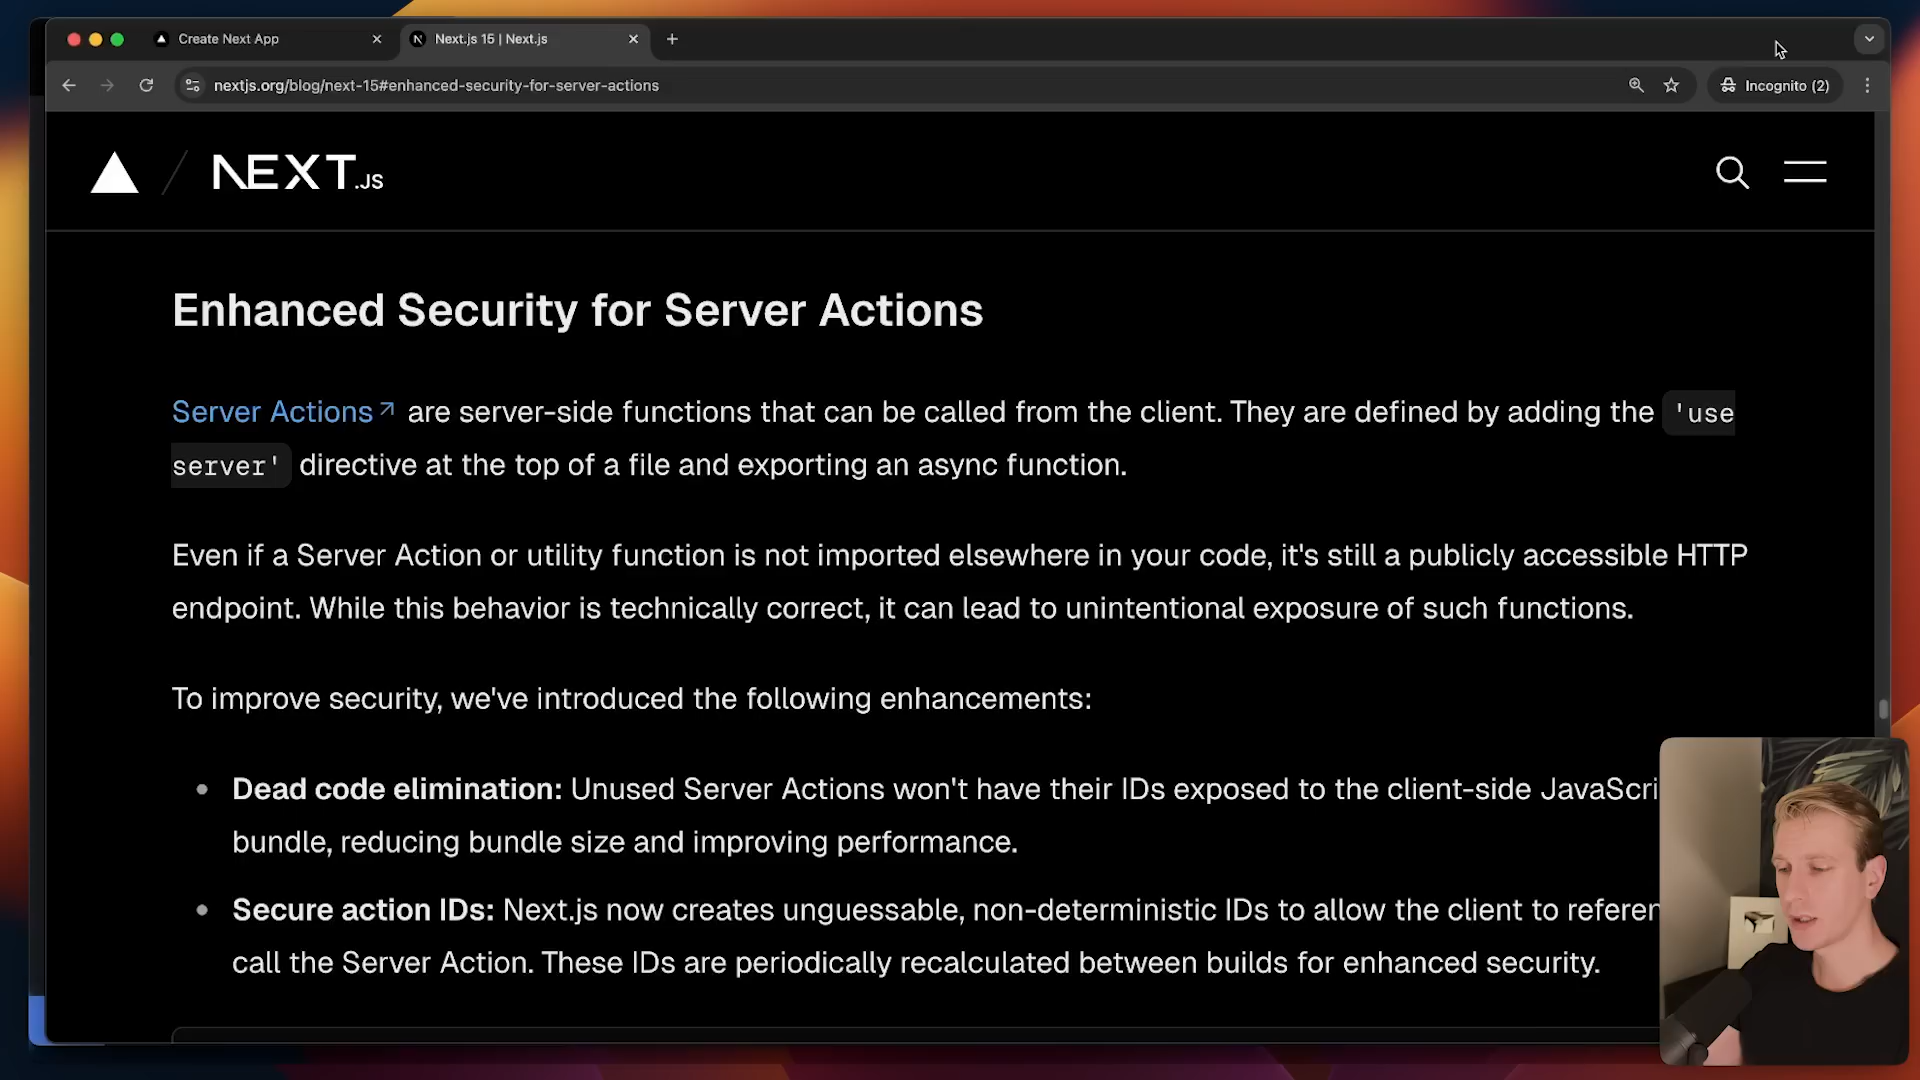 Create Next App
Next.js 15 | Next.js
nextjs.org/blog/next-15#enhanced-security-for-server-actions
Incognito (2)
NEXT.JS
Enhanced Security for Server Actions
Server Actions↗ are server-side functions that can be called from the client. They are defined by adding the 'use
server' directive at the top of a file and exporting an async function.
Even if a Server Action or utility function is not imported elsewhere in your code, it's still a publicly accessible HTTP
endpoint. While this behavior is technically correct, it can lead to unintentional exposure of such functions.
To improve security, we've introduced the following enhancements:
• Dead code elimination: Unused Server Actions won't have their IDs exposed to the client-side JavaScri
bundle, reducing bundle size and improving performance.
• Secure action IDs: Next.js now creates unguessable, non-deterministic IDs to allow the client to referen
call the Server Action. These IDs are periodically recalculated between builds for enhanced security.